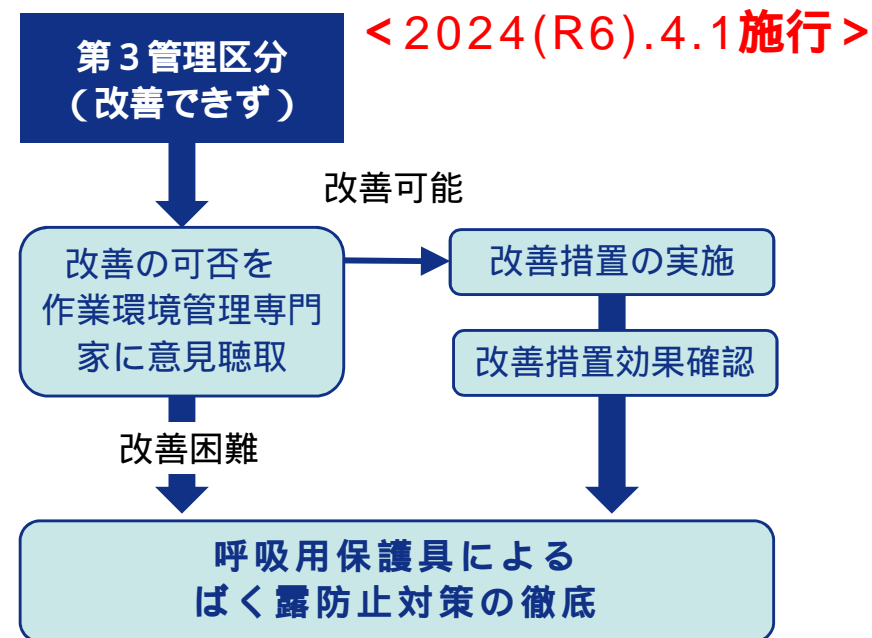 <2024(R6).4.1施行>
第3管理区分
(改善できず)
改善可能
改善の可否を
作業環境管理専門
家に意見聴取
改善措置の実施
改善措置効果確認
改善困難
呼吸用保護具による
ばく露防止対策の徹底